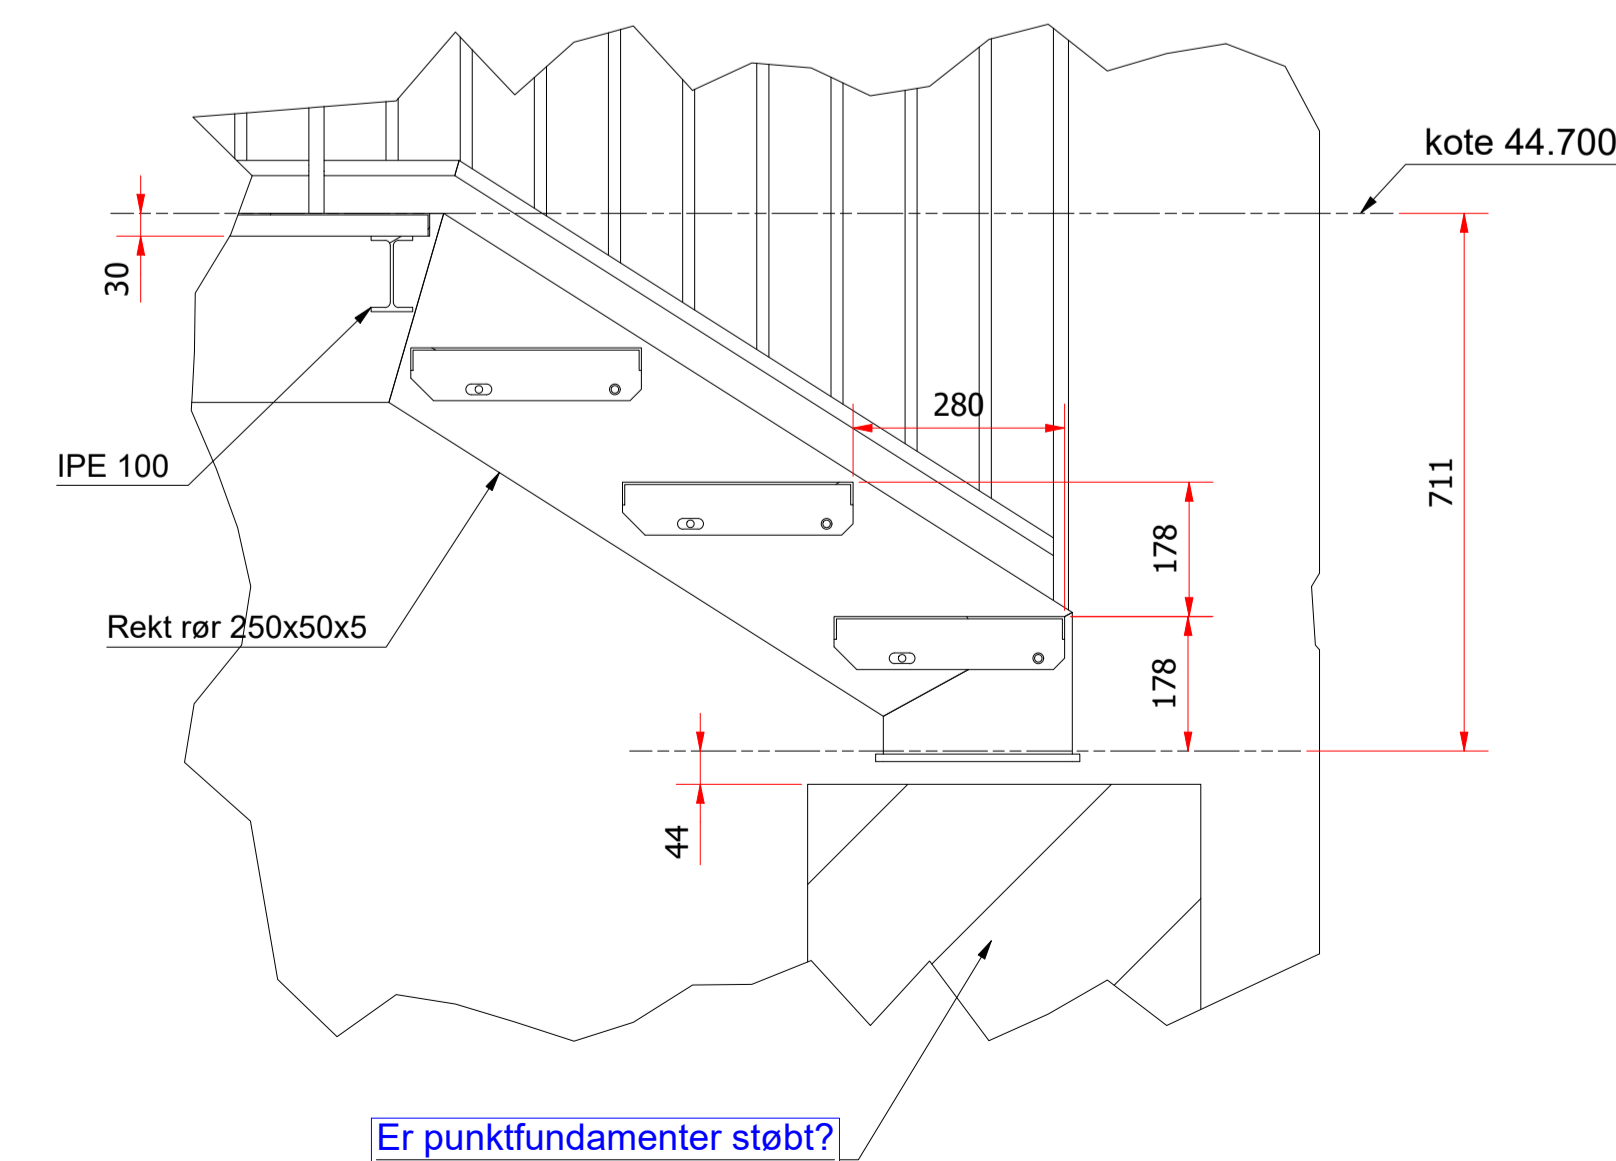 kote 44.700
30
280
IPE 100
711
178
Rekt rør 250x50x5
178
44
Er punktfundamenter støbt?